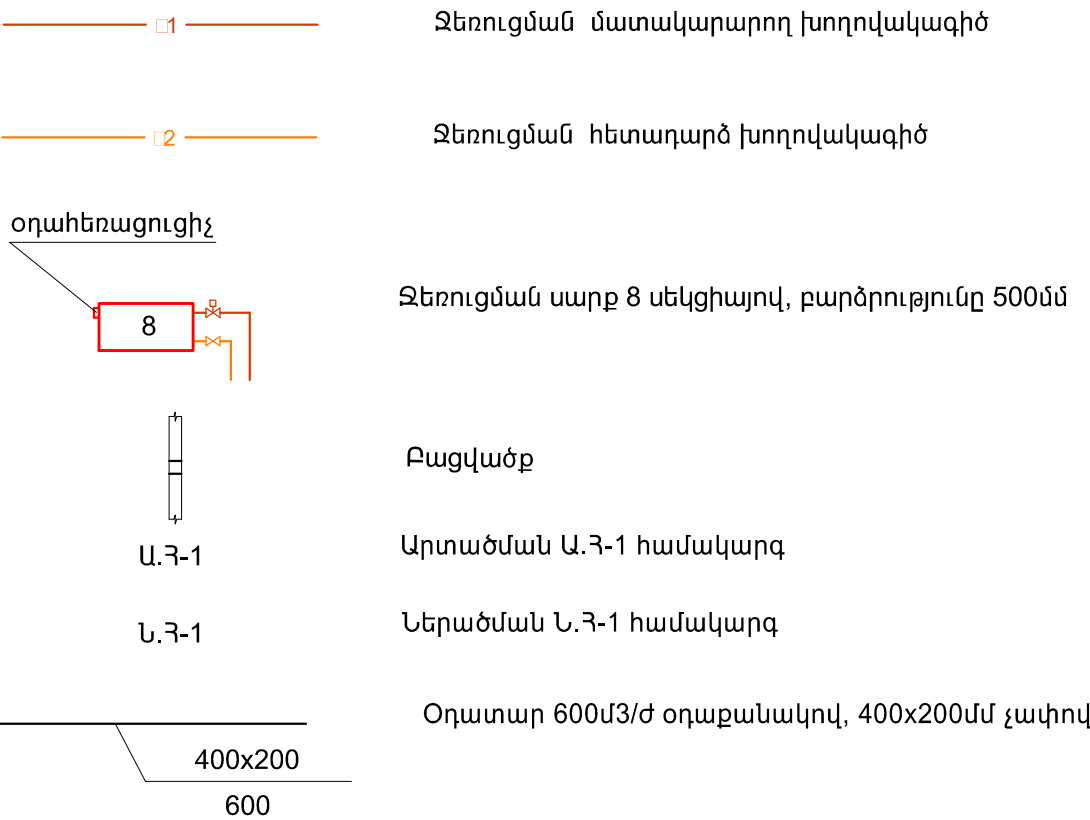 □1 Ջեռուցման մատակարարող խողովակագիծ
□2 Ջեռուցման հետադարձ խողովակագիծ
օդահեռացուցիչ
8 Ջեռուցման սարք 8 սեկցիայով, բարձրությունը 500մմ
Բացվածք
Ա.Հ-1 Արտածման Ա.Հ-1 համակարգ
Ն.Հ-1 Ներածման Ն.Հ-1 համակարգ
Օդատար 600մ3/ժ օդաքանակով, 400x200մմ չափով
400x200
600